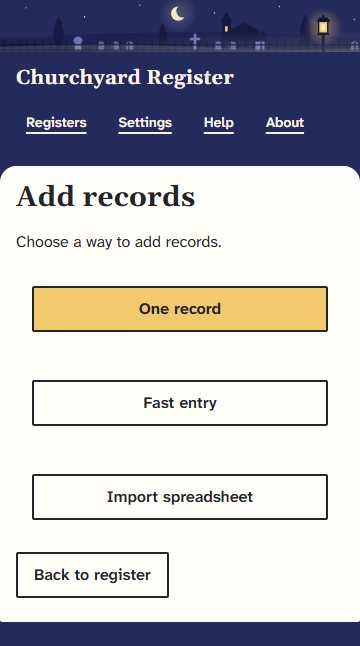 Churchyard Register
Registers Settings Help About
Add records
Choose a way to add records.
One record
Fast entry
Import spreadsheet
Back to register